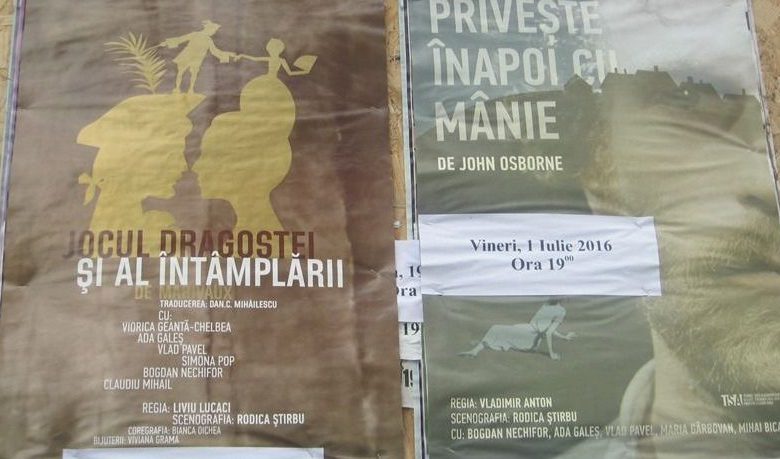 JOCUL DRAGOSTEI
ȘI AL ÎNTÂMPLĂRII
DE MARIVAUX
TRADUCEREA: DAN.C. MIHĂILESCU
CU:
VIORICA GEANTĂ-CHELBEA
ADA GALEȘ
VLAD PAVEL
SIMONA POP
BOGDAN NECHIFOR
CLAUDIU MIHAIL
REGIA: LIVIU LUCACI
SCENOGRAFIA: RODICA ȘTIRBU
COREGRAFIA: BIANCA OICHEA
BIJUTERII: VIVIANA GRAMA
PRIVEȘTE
ÎNAPOI CU
MÂNIE
DE JOHN OSBORNE
Vineri, 1 Iulie 2016
Ora 19⁰⁰
REGIA: VLADIMIR ANTON
SCENOGRAFIA: RODICA ȘTIRBU
CU: BOGDAN NECHIFOR, ADA GALEȘ, VLAD PAVEL, MARIA GÂRBOVAN, MIHAI BICA
TSA